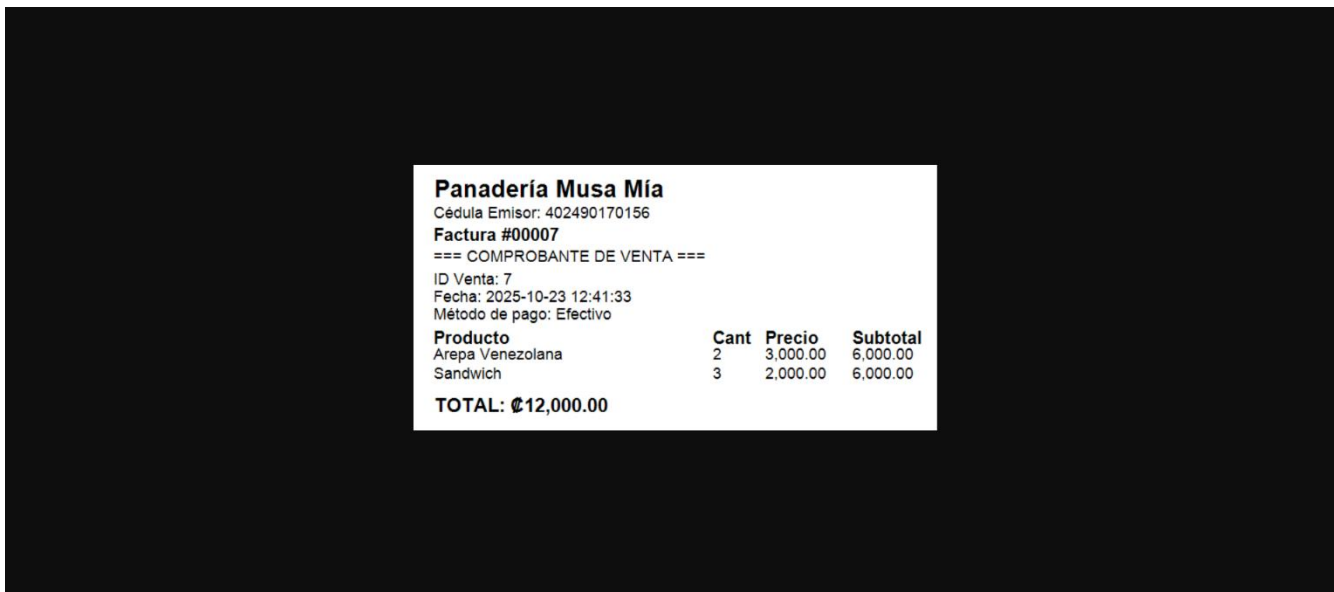 Panadería Musa Mía
Cédula Emisor: 402490170156
Factura #00007
=== COMPROBANTE DE VENTA ===
ID Venta: 7
Fecha: 2025-10-23 12:41:33
Método de pago: Efectivo
Producto Cant Precio Subtotal
Arepa Venezolana 2 3,000.00 6,000.00
Sandwich 3 2,000.00 6,000.00
TOTAL: ₡12,000.00